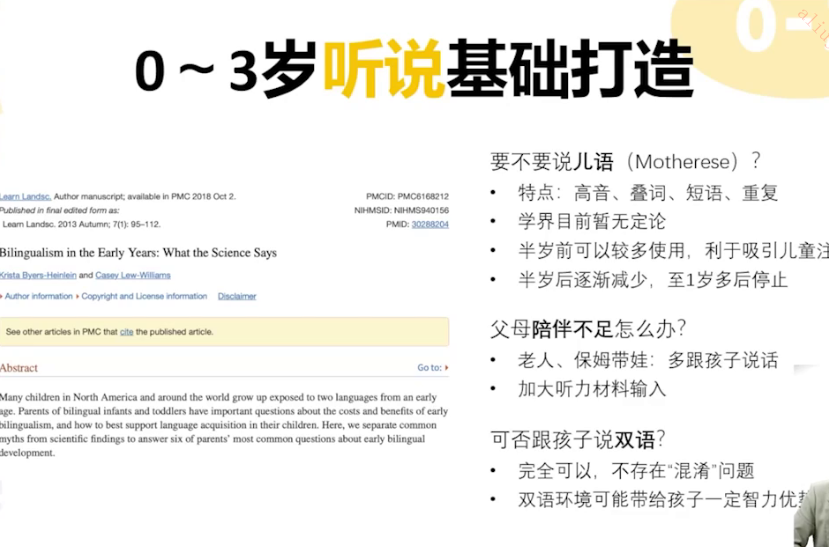 0～3岁听说基础打造
0-
Learn Landsc. Author manuscript; available in PMC 2018 Oct 2.
Published in final edited form as:
Learn Landsc. 2013 Autumn; 7(1): 95–112.
PMCID: PMC6168212
NIHMSID: NIHMS940156
PMID: 30288204
Bilingualism in the Early Years: What the Science Says
Krista Byers-Heinlein and Casey Lew-Williams
Author information Copyright and License information Disclaimer
See other articles in PMC that cite the published article.
Abstract
Go to:
Many children in North America and around the world grow up exposed to two languages from an early
age. Parents of bilingual infants and toddlers have important questions about the costs and benefits of early
bilingualism, and how to best support language acquisition in their children. Here, we separate common
myths from scientific findings to answer six of parents' most common questions about early bilingual
development.
要不要说儿语（Motherese）？
• 特点：高音、叠词、短语、重复
• 学界目前暂无定论
• 半岁前可以较多使用，利于吸引儿童注
• 半岁后逐渐减少，至1岁多后停止
父母陪伴不足怎么办？
• 老人、保姆带娃：多跟孩子说话
• 加大听力材料输入
可否跟孩子说双语？
• 完全可以，不存在“混淆”问题
• 双语环境可能带给孩子一定智力优势